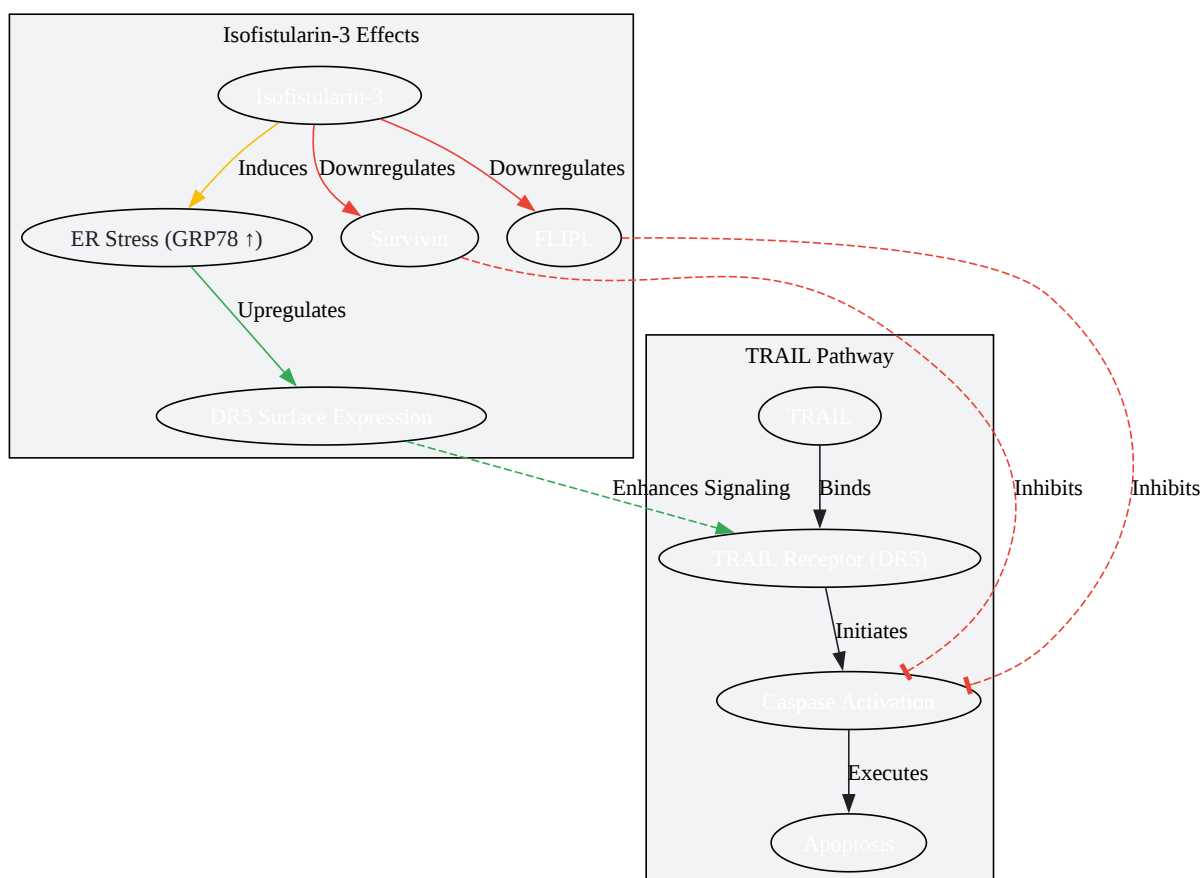 Isofistularin-3 Effects
Isofistularin-3
Induces
Downregulates
Downregulates
ER Stress (GRP78 ↑)
Survivin
FLIPL
Upregulates
DR5 Surface Expression
TRAIL Pathway
TRAIL
Enhances Signaling
Binds
Inhibits
Inhibits
TRAIL Receptor (DR5)
Initiates
Caspase Activation
Executes
Apoptosis